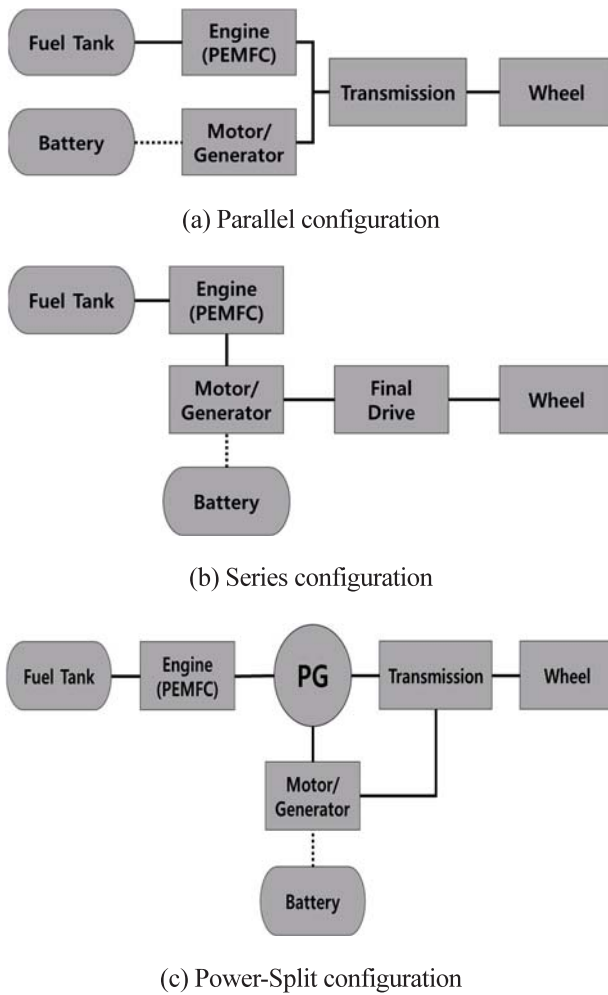 Fuel Tank
Engine
(PEMFC)
Transmission
Wheel
Battery
Motor/
Generator
(a) Parallel configuration
Fuel Tank
Engine
(PEMFC)
Motor/
Generator
Final
Drive
Wheel
Battery
(b) Series configuration
Fuel Tank
Engine
(PEMFC)
PG
Transmission
Wheel
Motor/
Generator
Battery
(c) Power-Split configuration